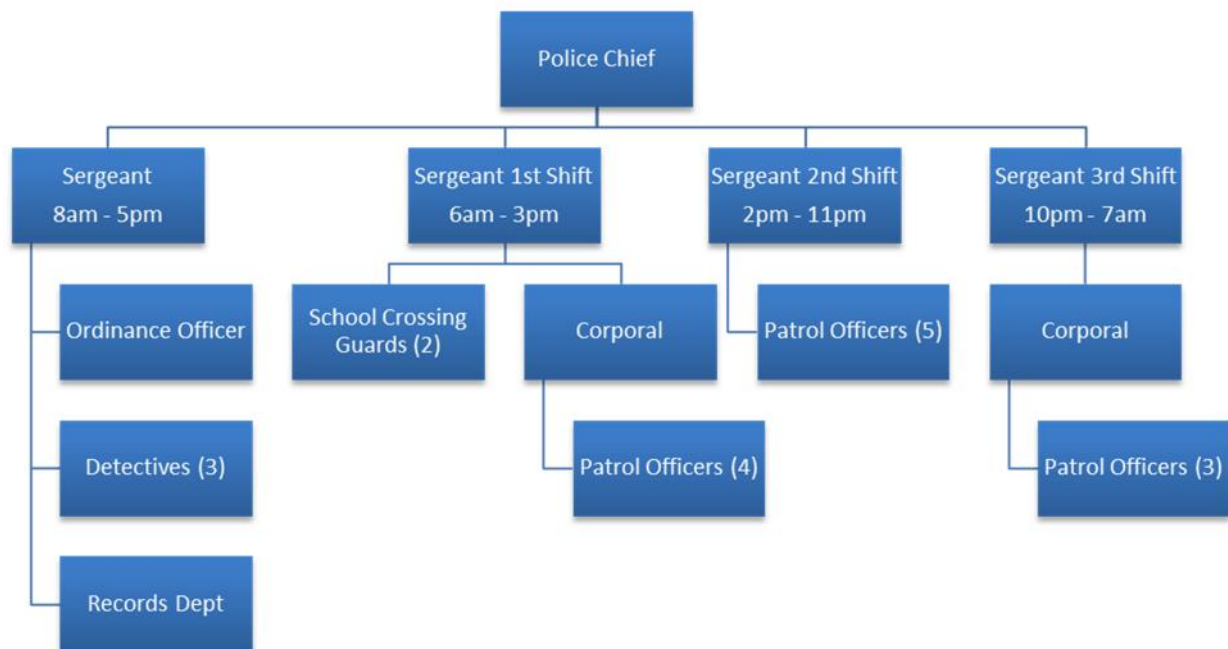 Police Chief
Sergeant
8am - 5pm
Sergeant 1st Shift
6am - 3pm
Sergeant 2nd Shift
2pm - 11pm
Sergeant 3rd Shift
10pm - 7am
Ordinance Officer
School Crossing
Guards (2)
Corporal
Patrol Officers (5)
Corporal
Detectives (3)
Patrol Officers (4)
Patrol Officers (3)
Records Dept